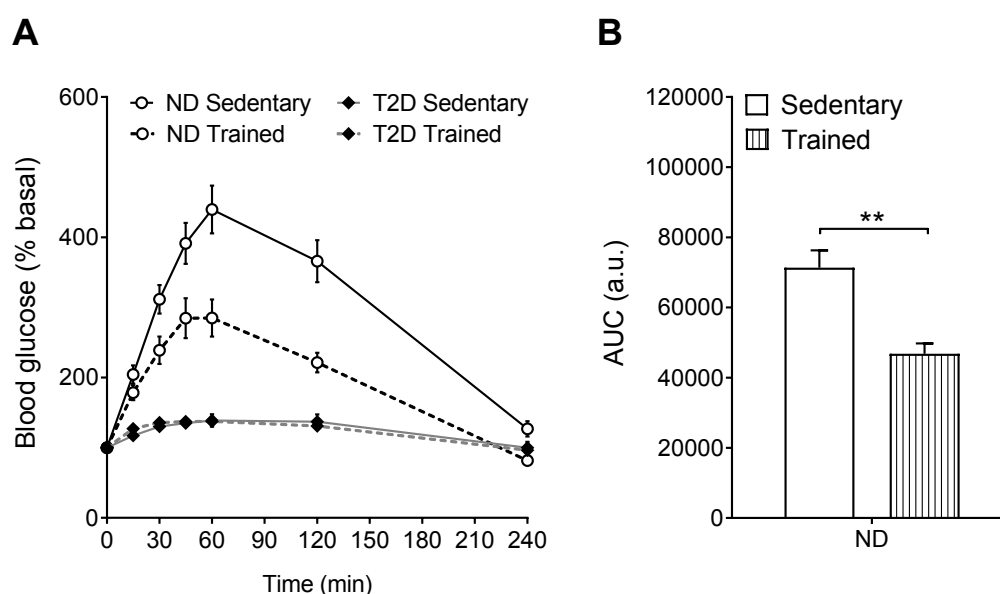 A
B
ND Sedentary
ND Trained
T2D Sedentary
T2D Trained
Blood glucose (% basal)
600
400
200
0
0 30 60 90 120 150 180 210 240
Time (min)
Sedentary
Trained
AUC (a.u.)
120000
100000
80000
60000
40000
20000
0
**
ND